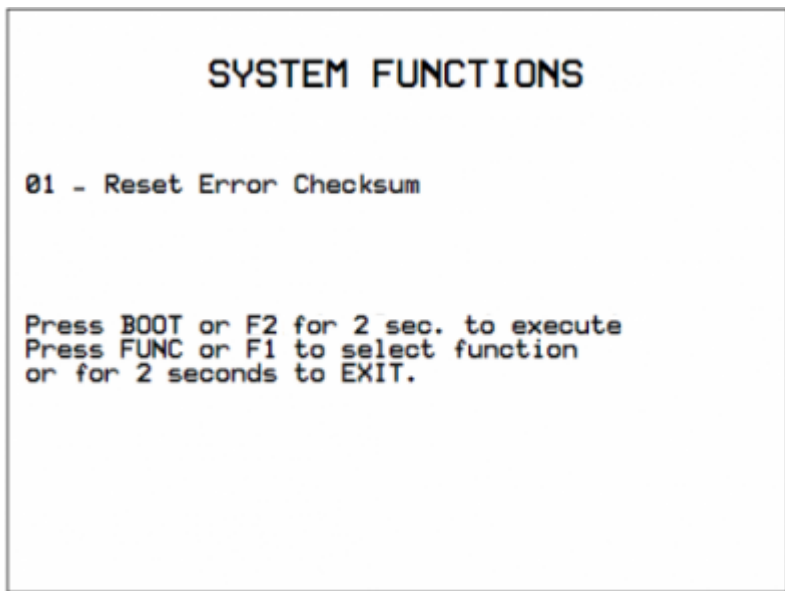 SYSTEM FUNCTIONS
01 - Reset Error Checksum
Press BOOT or F2 for 2 sec. to execute
Press FUNC or F1 to select function
or for 2 seconds to EXIT.